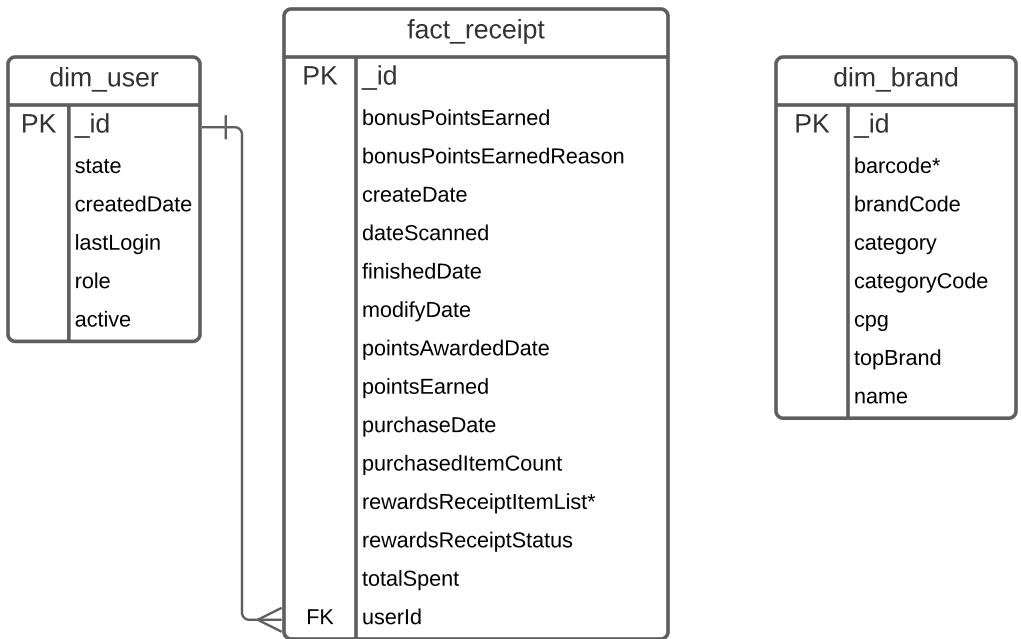 dim_user
PK _id
state
createdDate
lastLogin
role
active
fact_receipt
PK _id
bonusPointsEarned
bonusPointsEarnedReason
createDate
dateScanned
finishedDate
modifyDate
pointsAwardedDate
pointsEarned
purchaseDate
purchasedItemCount
rewardsReceiptItemList*
rewardsReceiptStatus
totalSpent
FK userId
dim_brand
PK _id
barcode*
brandCode
category
categoryCode
cpg
topBrand
name